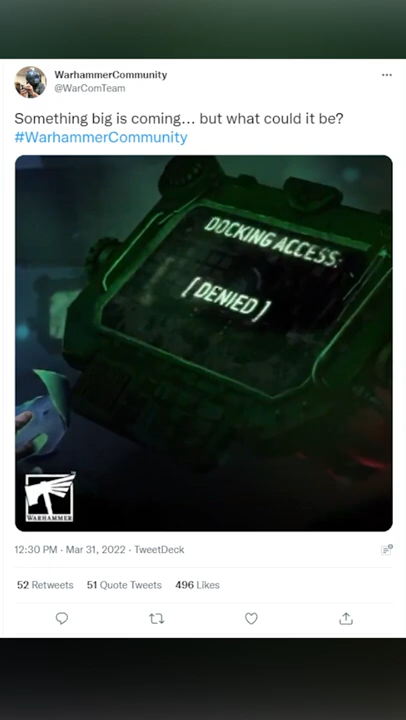 WarhammerCommunity
@WarComTeam
Something big is coming... but what could it be?
#WarhammerCommunity
DOCKING ACCESS:
[DENIED]
WARHAMMER
12:30 PM · Mar 31, 2022 · TweetDeck
52 Retweets 51 Quote Tweets 496 Likes